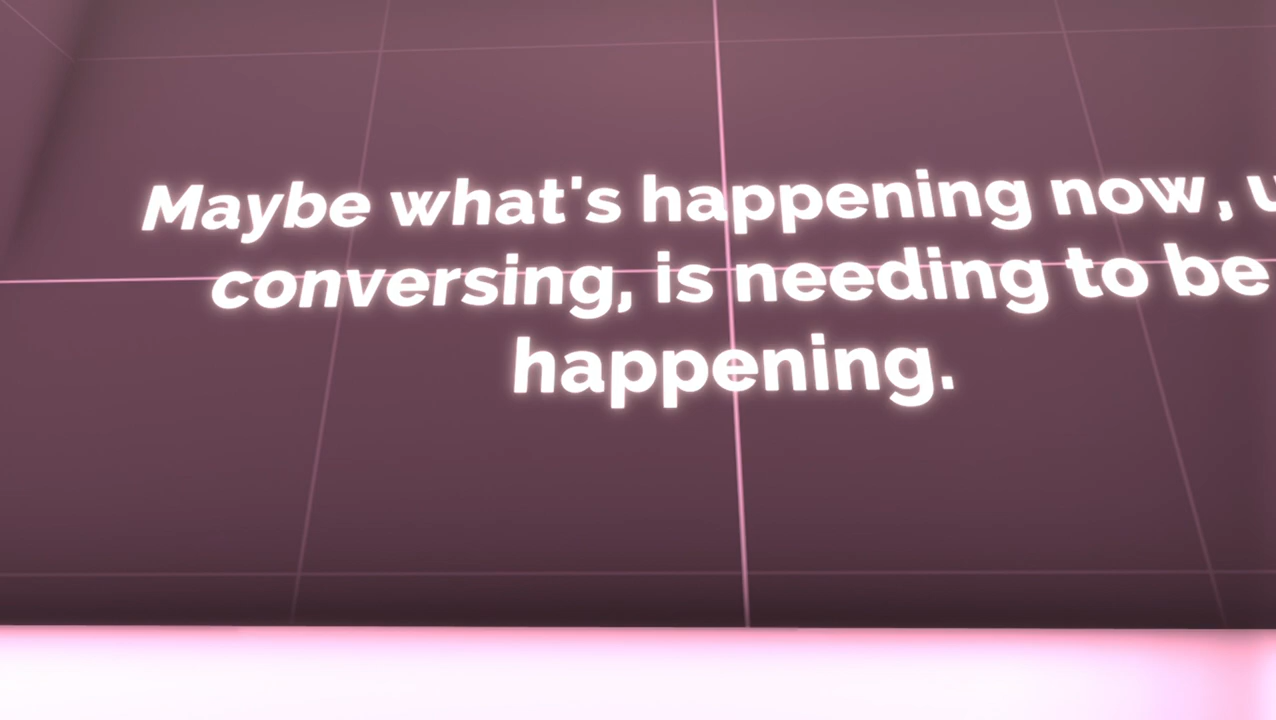 Maybe what's happening now,
conversing, is needing to be
happening.